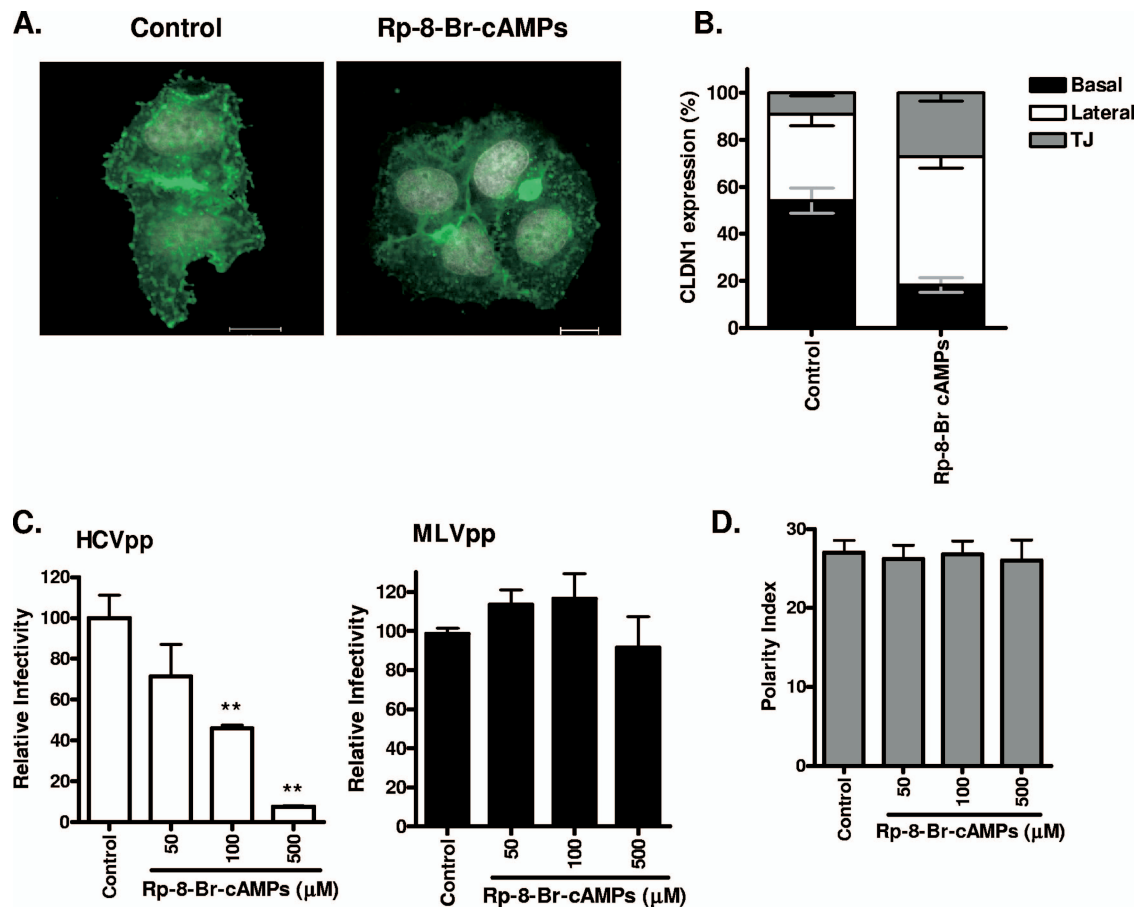 A.
Control
Rp-8-Br-cAMPs
B.
CLDN1 expression (%)
100
80
60
40
20
0
Control
Rp-8-Br cAMPs
Basal
Lateral
TJ
C.
HCVpp
Relative Infectivity
120
100
80
60
40
20
0
**
**
Control
50
100
500
Rp-8-Br-cAMPs (μM)
MLVpp
Relative Infectivity
120
100
80
60
40
20
0
Control
50
100
500
Rp-8-Br-cAMPs (μM)
D.
Polarity Index
30
20
10
0
Control
50
100
500
Rp-8-Br-cAMPs (μM)